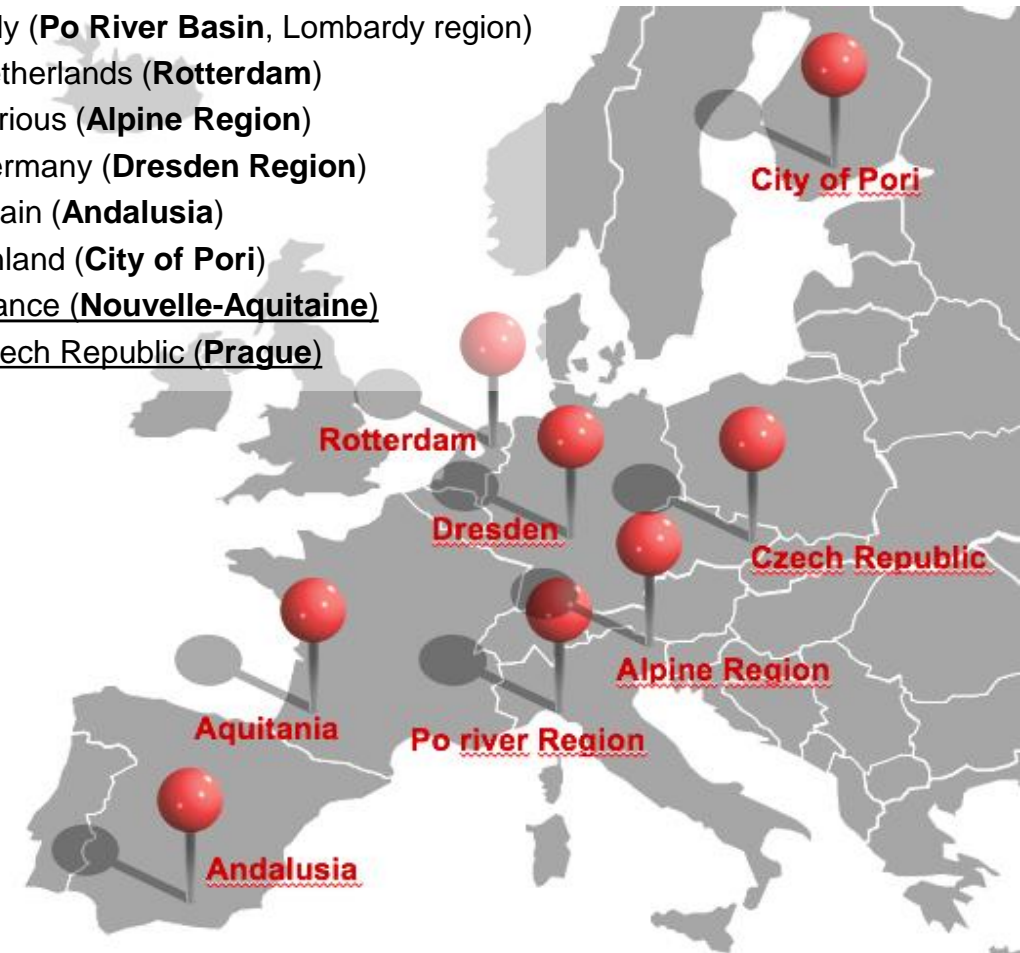 ly (Po River Basin, Lombardy region)
etherlands (Rotterdam)
rious (Alpine Region)
ermany (Dresden Region)
ain (Andalusia)
nland (City of Pori)
ance (Nouvelle-Aquitaine)
zech Republic (Prague)
City of Pori
Rotterdam
Dresden
Czech Republic
Alpine Region
Aquitania
Po river Region
Andalusia